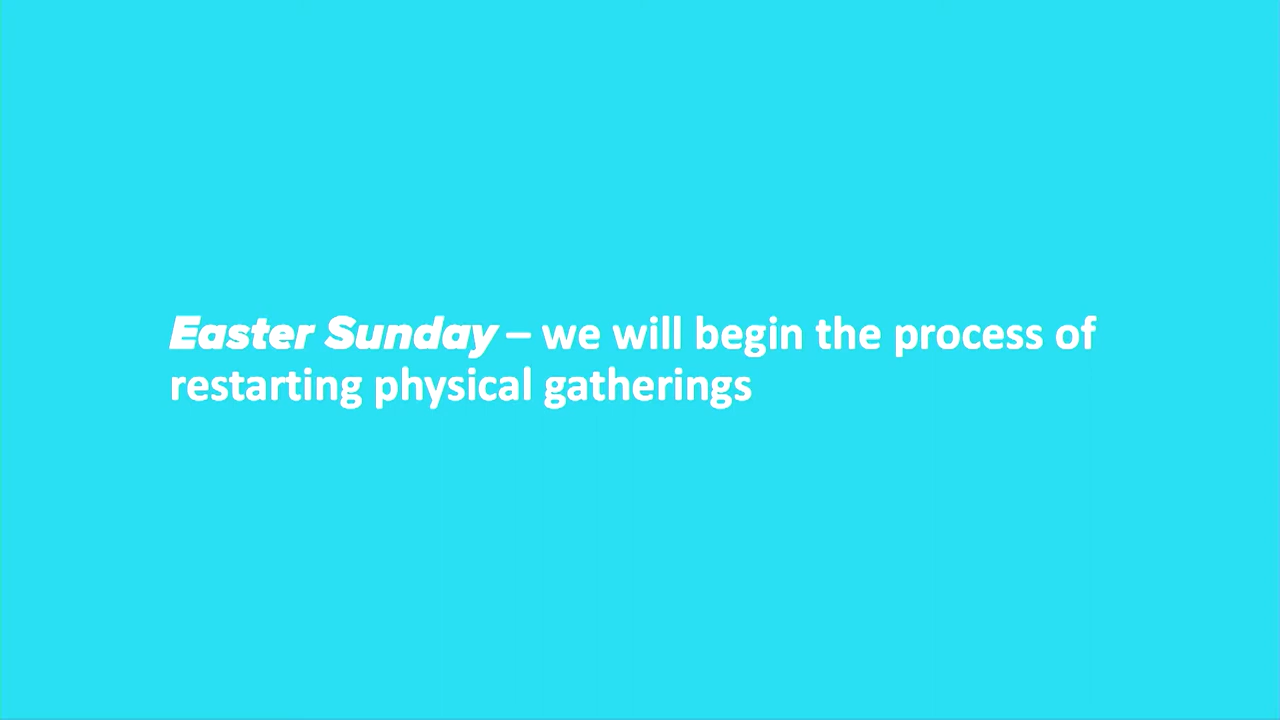 Easter Sunday – we will begin the process of
restarting physical gatherings